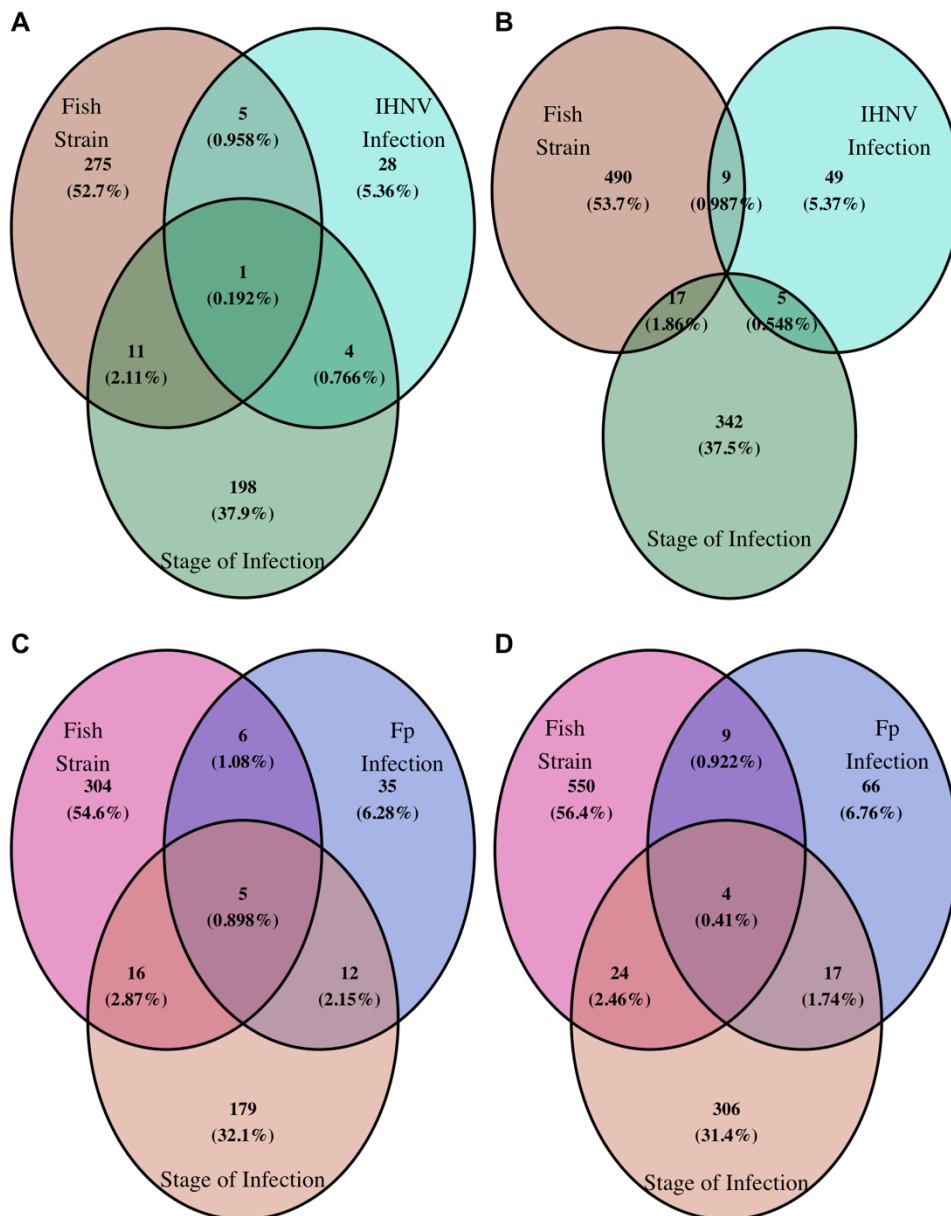 A
Fish
Strain
275
(52.7%)
5
(0.958%)
IHNV
Infection
28
(5.36%)
1
(0.192%)
11
(2.11%)
4
(0.766%)
198
(37.9%)
Stage of Infection
B
Fish
Strain
490
(53.7%)
9
(0.987%)
IHNV
Infection
49
(5.37%)
17
(1.86%)
5
(0.548%)
342
(37.5%)
Stage of Infection
C
Fish
Strain
304
(54.6%)
6
(1.08%)
Fp
Infection
35
(6.28%)
5
(0.898%)
16
(2.87%)
12
(2.15%)
179
(32.1%)
Stage of Infection
D
Fish
Strain
550
(56.4%)
9
(0.922%)
Fp
Infection
66
(6.76%)
4
(0.41%)
24
(2.46%)
17
(1.74%)
306
(31.4%)
Stage of Infection